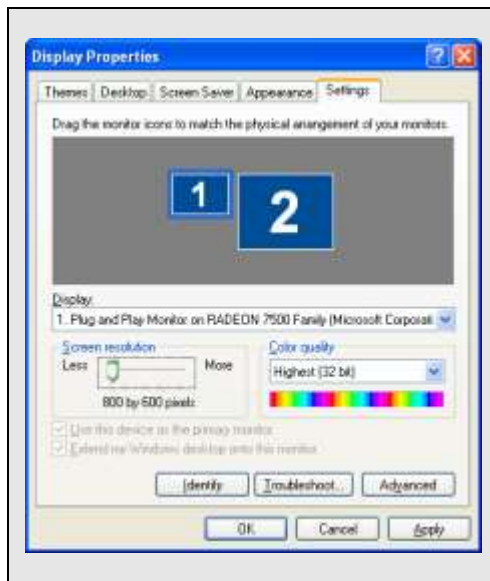 Display Properties
Themes Desktop Screen Saver Appearance Settings
Drag the monitor icons to match the physical arrangement of your monitors.
1 2
Display:
1. Plug and Play Monitor on RADEON 7500 Family (Microsoft Corporati
Screen resolution
Less More
800 by 600 pixels
Color quality
Highest (32 bit)
Use this device as the primary monitor.
Extend my Windows desktop onto this monitor.
Identify Troubleshoot... Advanced
OK Cancel Apply